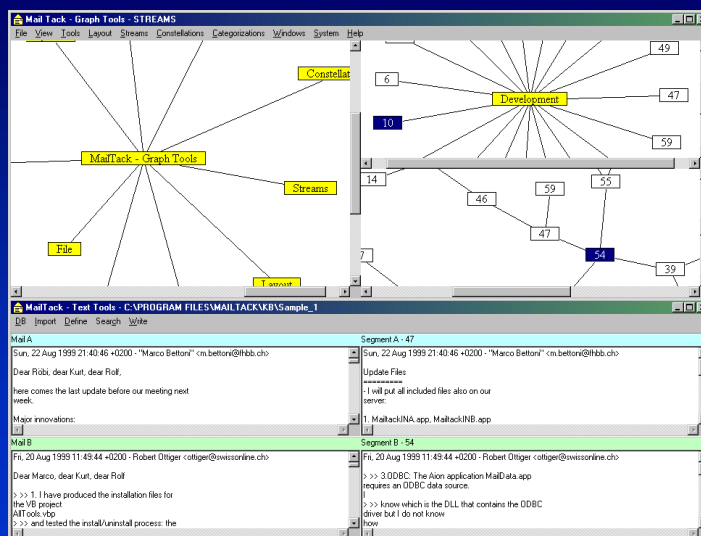 Mail Tack - Graph Tools - STREAMS
File View Tools Layout Streams Constellations Categorizations Windows System Help
Constellat
MailTack - Graph Tools
Streams
File
Layout
49
6
Development
47
10
59
14
59
55
46
47
54
39
MailTack - Text Tools - C:\PROGRAM FILES\MAILTACK\KB\Sample_1
DB Import Define Search Write
Mail A
Sun, 22 Aug 1999 21:40:46 +0200 - "Marco Bettoni" <m.bettoni@fhbb.ch>
Dear Röbi, dear Kurt, dear Rolf,
here comes the last update before our meeting next
week.
Major innovations:
Segment A - 47
Sun, 22 Aug 1999 21:40:46 +0200 - "Marco Bettoni" <m.bettoni@fhbb.ch>
Update Files
=========
- I will put all included files also on our
server:
1. MailtackINA.app, MailtackINB.app
Mail B
Fri, 20 Aug 1999 11:49:44 +0200 - Robert Ottiger <ottiger@swissonline.ch>
Dear Marco, dear Kurt, dear Rolf
> >> 1. I have produced the installation files for
the VB project
AllTools.vbp
> >> and tested the install/uninstall process: the
Segment B - 54
Fri, 20 Aug 1999 11:49:44 +0200 - Robert Ottiger <ottiger@swissonline.ch>
> >> 3.ODBC: The Aion application MailData.app
requires an ODBC data source.
I
> >> know which is the DLL that contains the ODBC
driver but I do not know
how